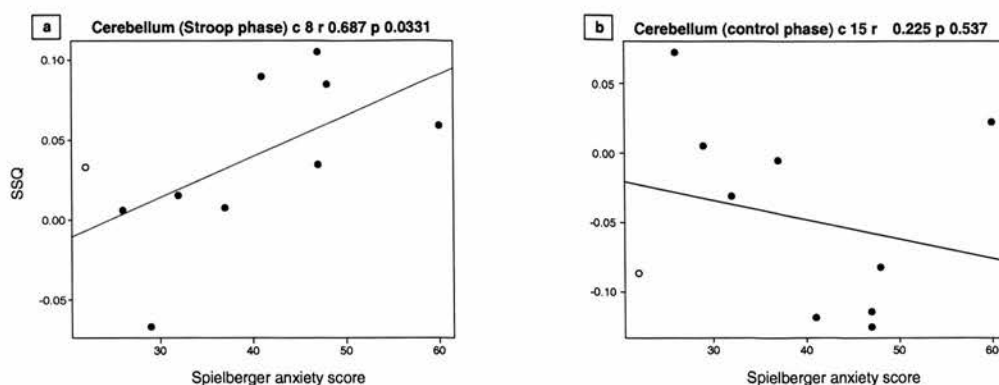 a
Cerebellum (Stroop phase) c 8 r 0.687 p 0.0331
0.10
0.05
0.00
-0.05
SSQ
30
40
50
60
Spielberger anxiety score
b
Cerebellum (control phase) c 15 r 0.225 p 0.537
0.05
0.00
-0.05
-0.10
30
40
50
60
Spielberger anxiety score